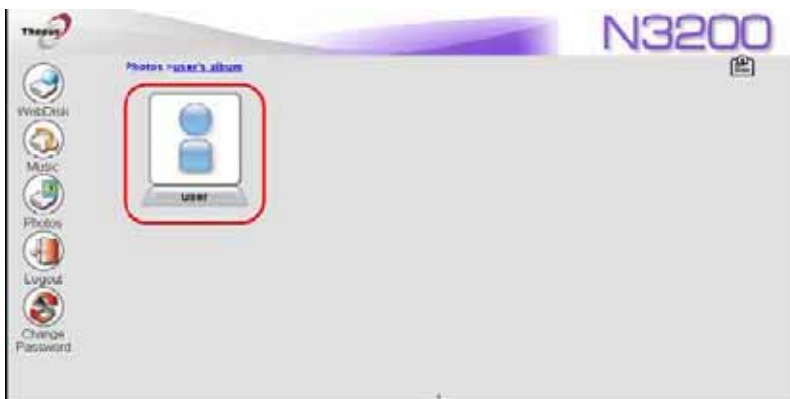 Thecus
N3200
Photos >user's album
WebDisk
Music
user
Photos
Logout
Change
Password